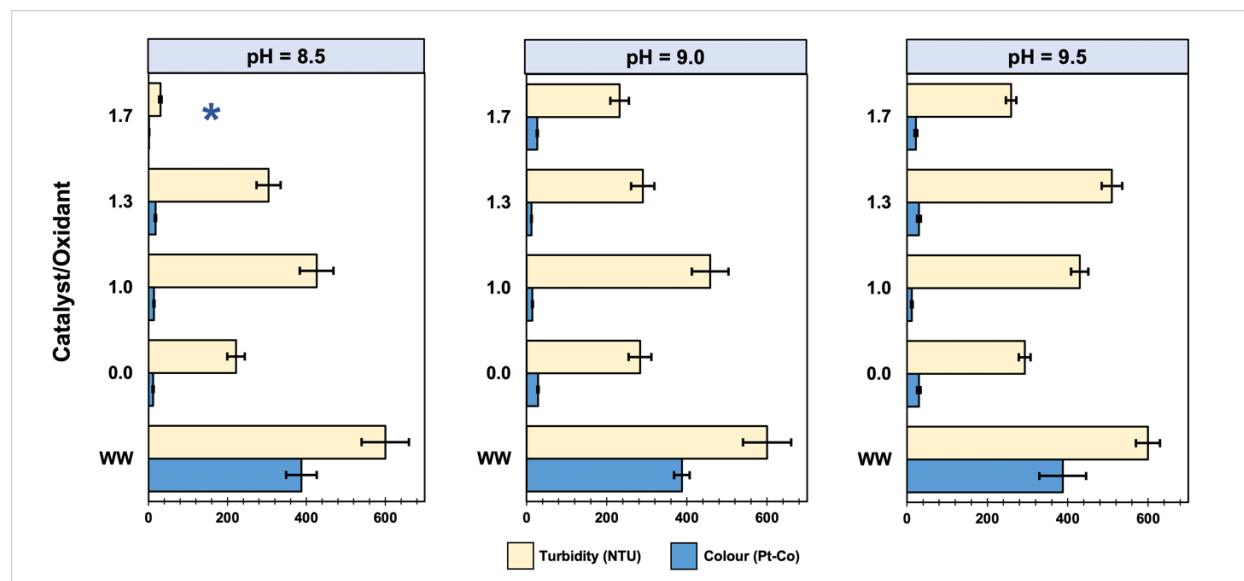 pH = 8.5
pH = 9.0
pH = 9.5
Catalyst/Oxidant
1.7
*
1.3
1.0
0.0
WW
0 200 400 600
1.7
1.3
1.0
0.0
WW
0 200 400 600
1.7
1.3
1.0
0.0
WW
0 200 400 600
Turbidity (NTU)
Colour (Pt-Co)